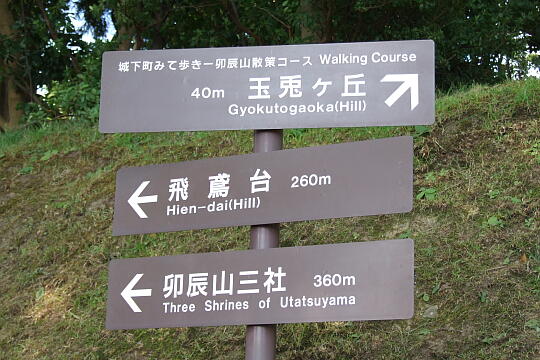 城下町みて歩きー卯辰山散策コース Walking Course
40m 玉兎ヶ丘
Gyokutogaoka(Hill)
飛鳶台 260m
Hien-dai(Hill)
卯辰山三社 360m
Three Shrines of Utatsuyama